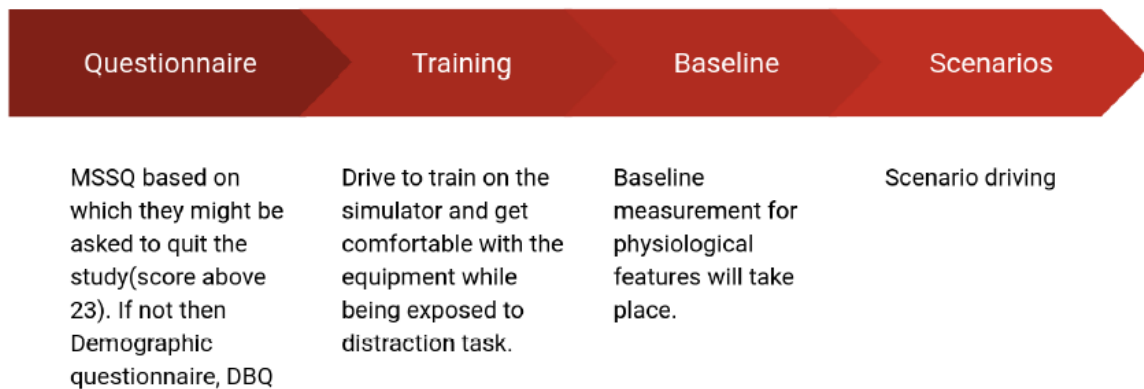 Questionnaire
Training
Baseline
Scenarios
MSSQ based on
which they might be
asked to quit the
study(score above
23). If not then
Demographic
questionnaire, DBQ
Drive to train on the
simulator and get
comfortable with the
equipment while
being exposed to
distraction task.
Baseline
measurement for
physiological
features will take
place.
Scenario driving